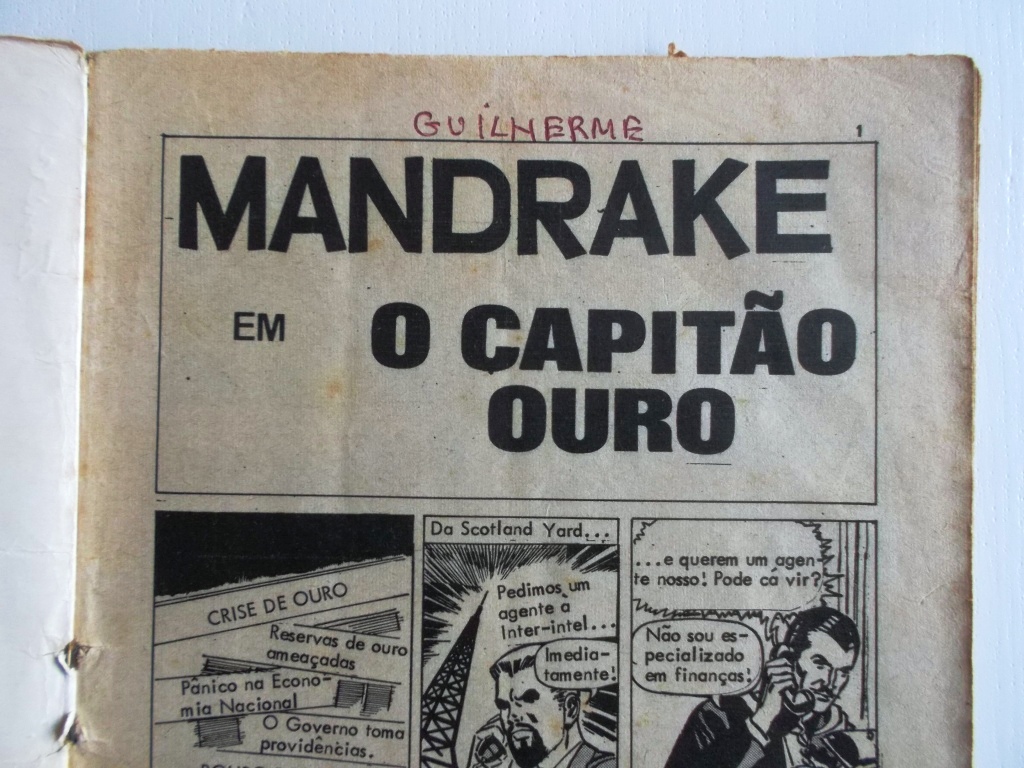 GUILHERME
1
MANDRAKE
EM
O CAPITÃO
OURO
CRISE DE OURO
Reservas de ouro
ameaçadas
Pânico na Econo-
mia Nacional
O Governo toma
providências.
Da Scotland Yard...
Pedimos um
agente à
Inter-intel...
Imedia-
tamente!
...e querem um agen-
te nosso! Pode cá vir?
Não sou es-
pecializado
em finanças!